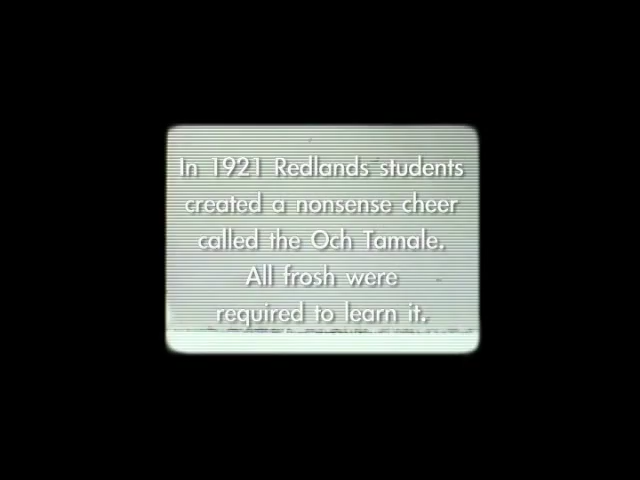 In 1921 Redlands students
created a nonsense cheer
called the Och Tamale.
All frosh were
required to learn it.